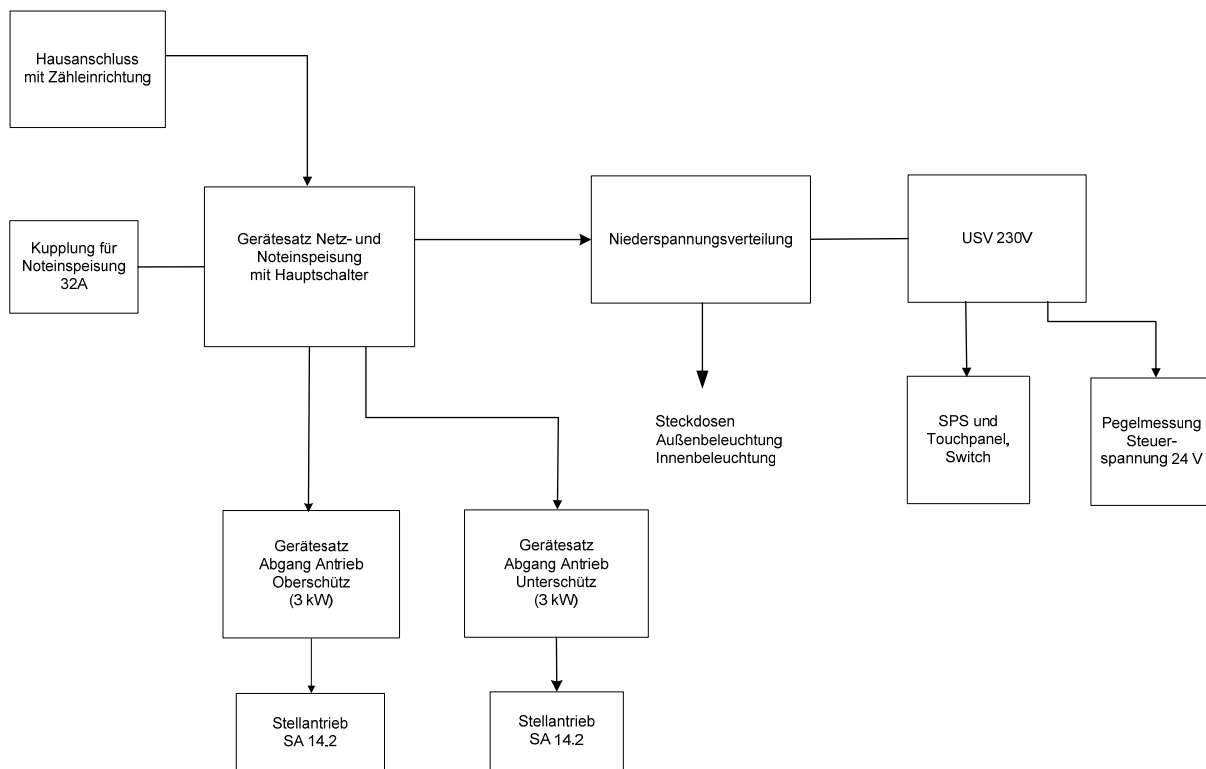 Hausanschluss
mit Zähleinrichtung
Kupplung für
Noteinspeisung
32A
Gerätesatz Netz- und
Noteinspeisung
mit Hauptschalter
Niederspannungsverteilung
USV 230V
Steckdosen
Außenbeleuchtung
Innenbeleuchtung
SPS und
Touchpanel,
Switch
Pegelmessung
Steuer-
spannung 24 V
Gerätesatz
Abgang Antrieb
Oberschütz
(3 kW)
Gerätesatz
Abgang Antrieb
Unterschütz
(3 kW)
Stellantrieb
SA 14.2
Stellantrieb
SA 14.2